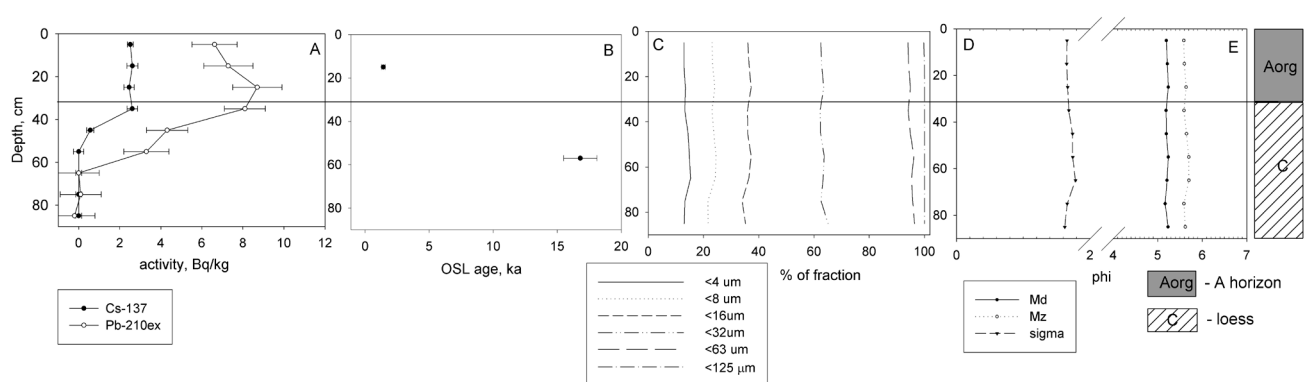 A
B
C
D
E
0
20
40
60
80
Depth, cm
0 2 4 6 8 10 12
activity, Bq/kg
Cs-137
Pb-210ex
0
20
40
60
80
0 5 10 15 20
OSL age, ka
0
20
40
60
80
0 20 40 60 80 100
% of fraction
<4 um
<8 um
<16um
<32um
<63 um
<125 μm
0
20
40
60
80
0 2 4 5 6 7
phi
Md
Mz
sigma
Aorg
C
Aorg - A horizon
C - loess